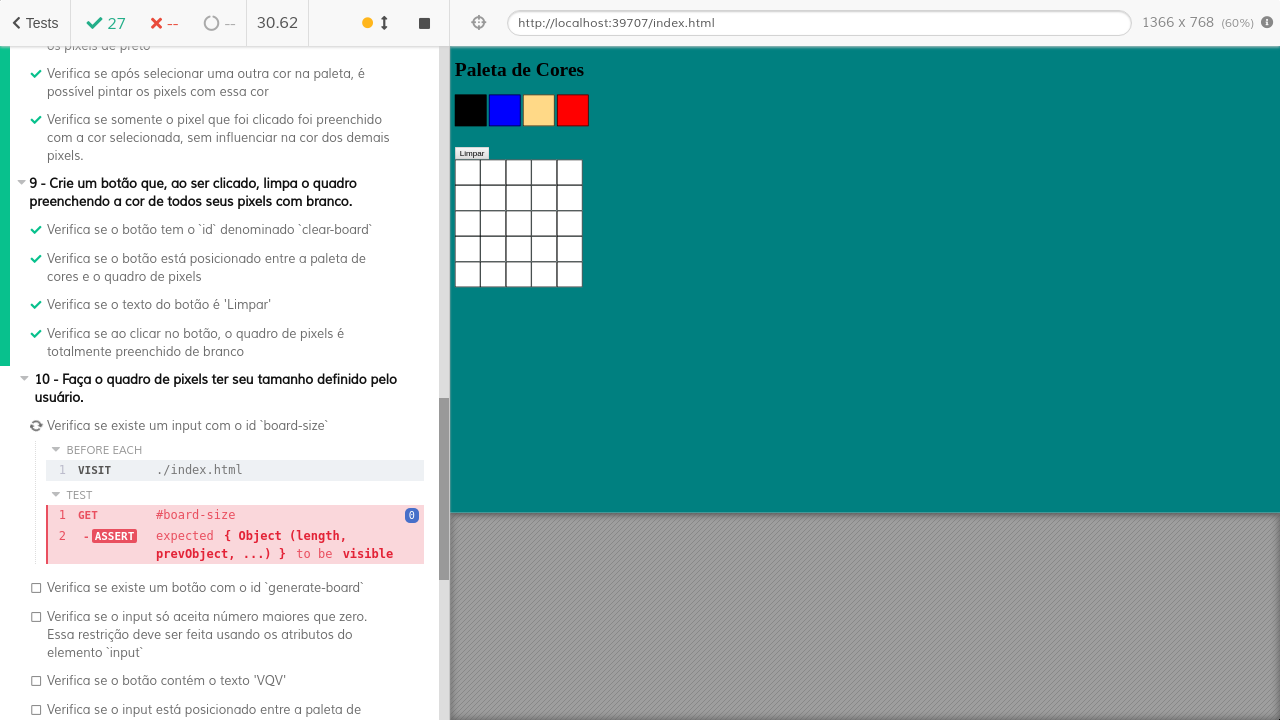 Tests
27
--
--
30.62
http://localhost:39707/index.html
1366 x 768 (60%)
os pixels de preto
Verifica se após selecionar uma outra cor na paleta, é
possível pintar os pixels com essa cor
Verifica se somente o pixel que foi clicado foi preenchido
com a cor selecionada, sem influenciar na cor dos demais
pixels.
9 - Crie um botão que, ao ser clicado, limpa o quadro
preenchendo a cor de todos seus pixels com branco.
Verifica se o botão tem o `id` denominado `clear-board`
Verifica se o botão está posicionado entre a paleta de
cores e o quadro de pixels
Verifica se o texto do botão é 'Limpar'
Verifica se ao clicar no botão, o quadro de pixels é
totalmente preenchido de branco
10 - Faça o quadro de pixels ter seu tamanho definido pelo
usuário.
Verifica se existe um input com o id `board-size`
BEFORE EACH
1 VISIT ./index.html
TEST
1 GET #board-size 0
2 -ASSERT expected { Object (length,
prevObject, ...) } to be visible
Verifica se existe um botão com o id `generate-board`
Verifica se o input só aceita número maiores que zero.
Essa restrição deve ser feita usando os atributos do
elemento `input`
Verifica se o botão contém o texto 'VQV'
Verifica se o input está posicionado entre a paleta de
Paleta de Cores
Limpar